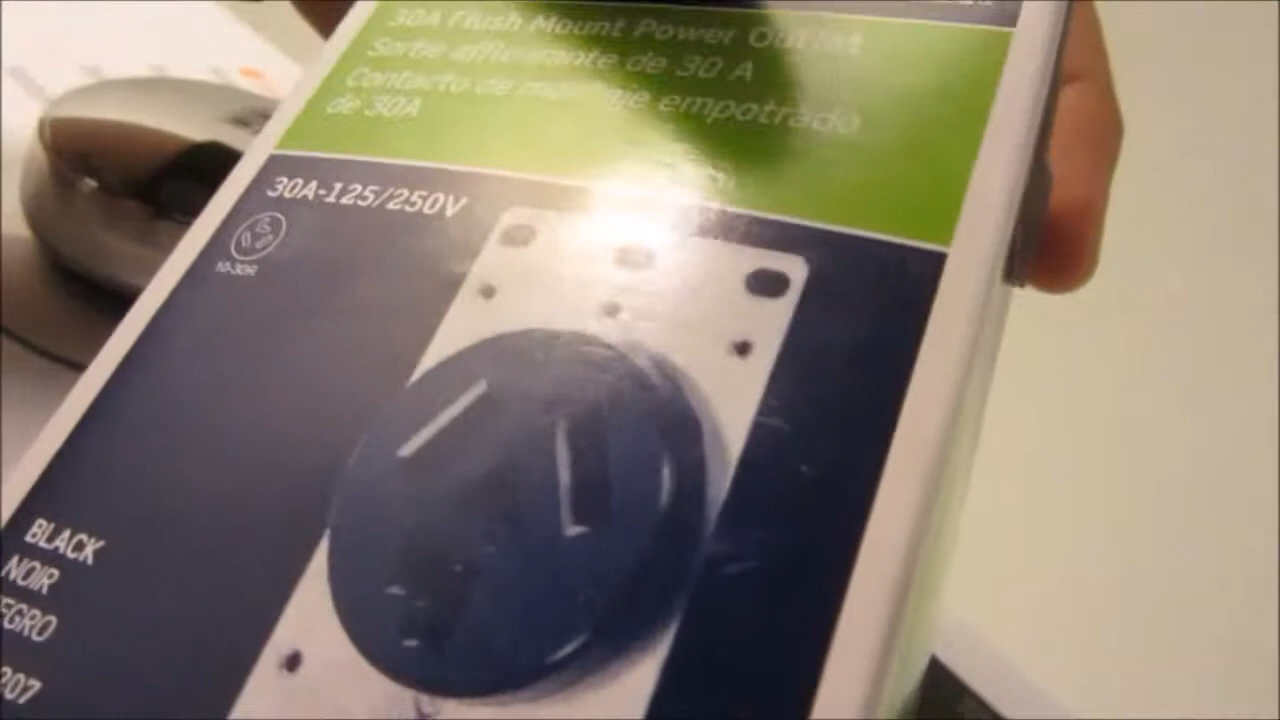 30A Flush Mount Power Outlet
Sortie affleurante de 30 A
Contacto de montaje empotrado
de 30A
30A-125/250V
10-30R
BLACK
NOIR
EGRO
207